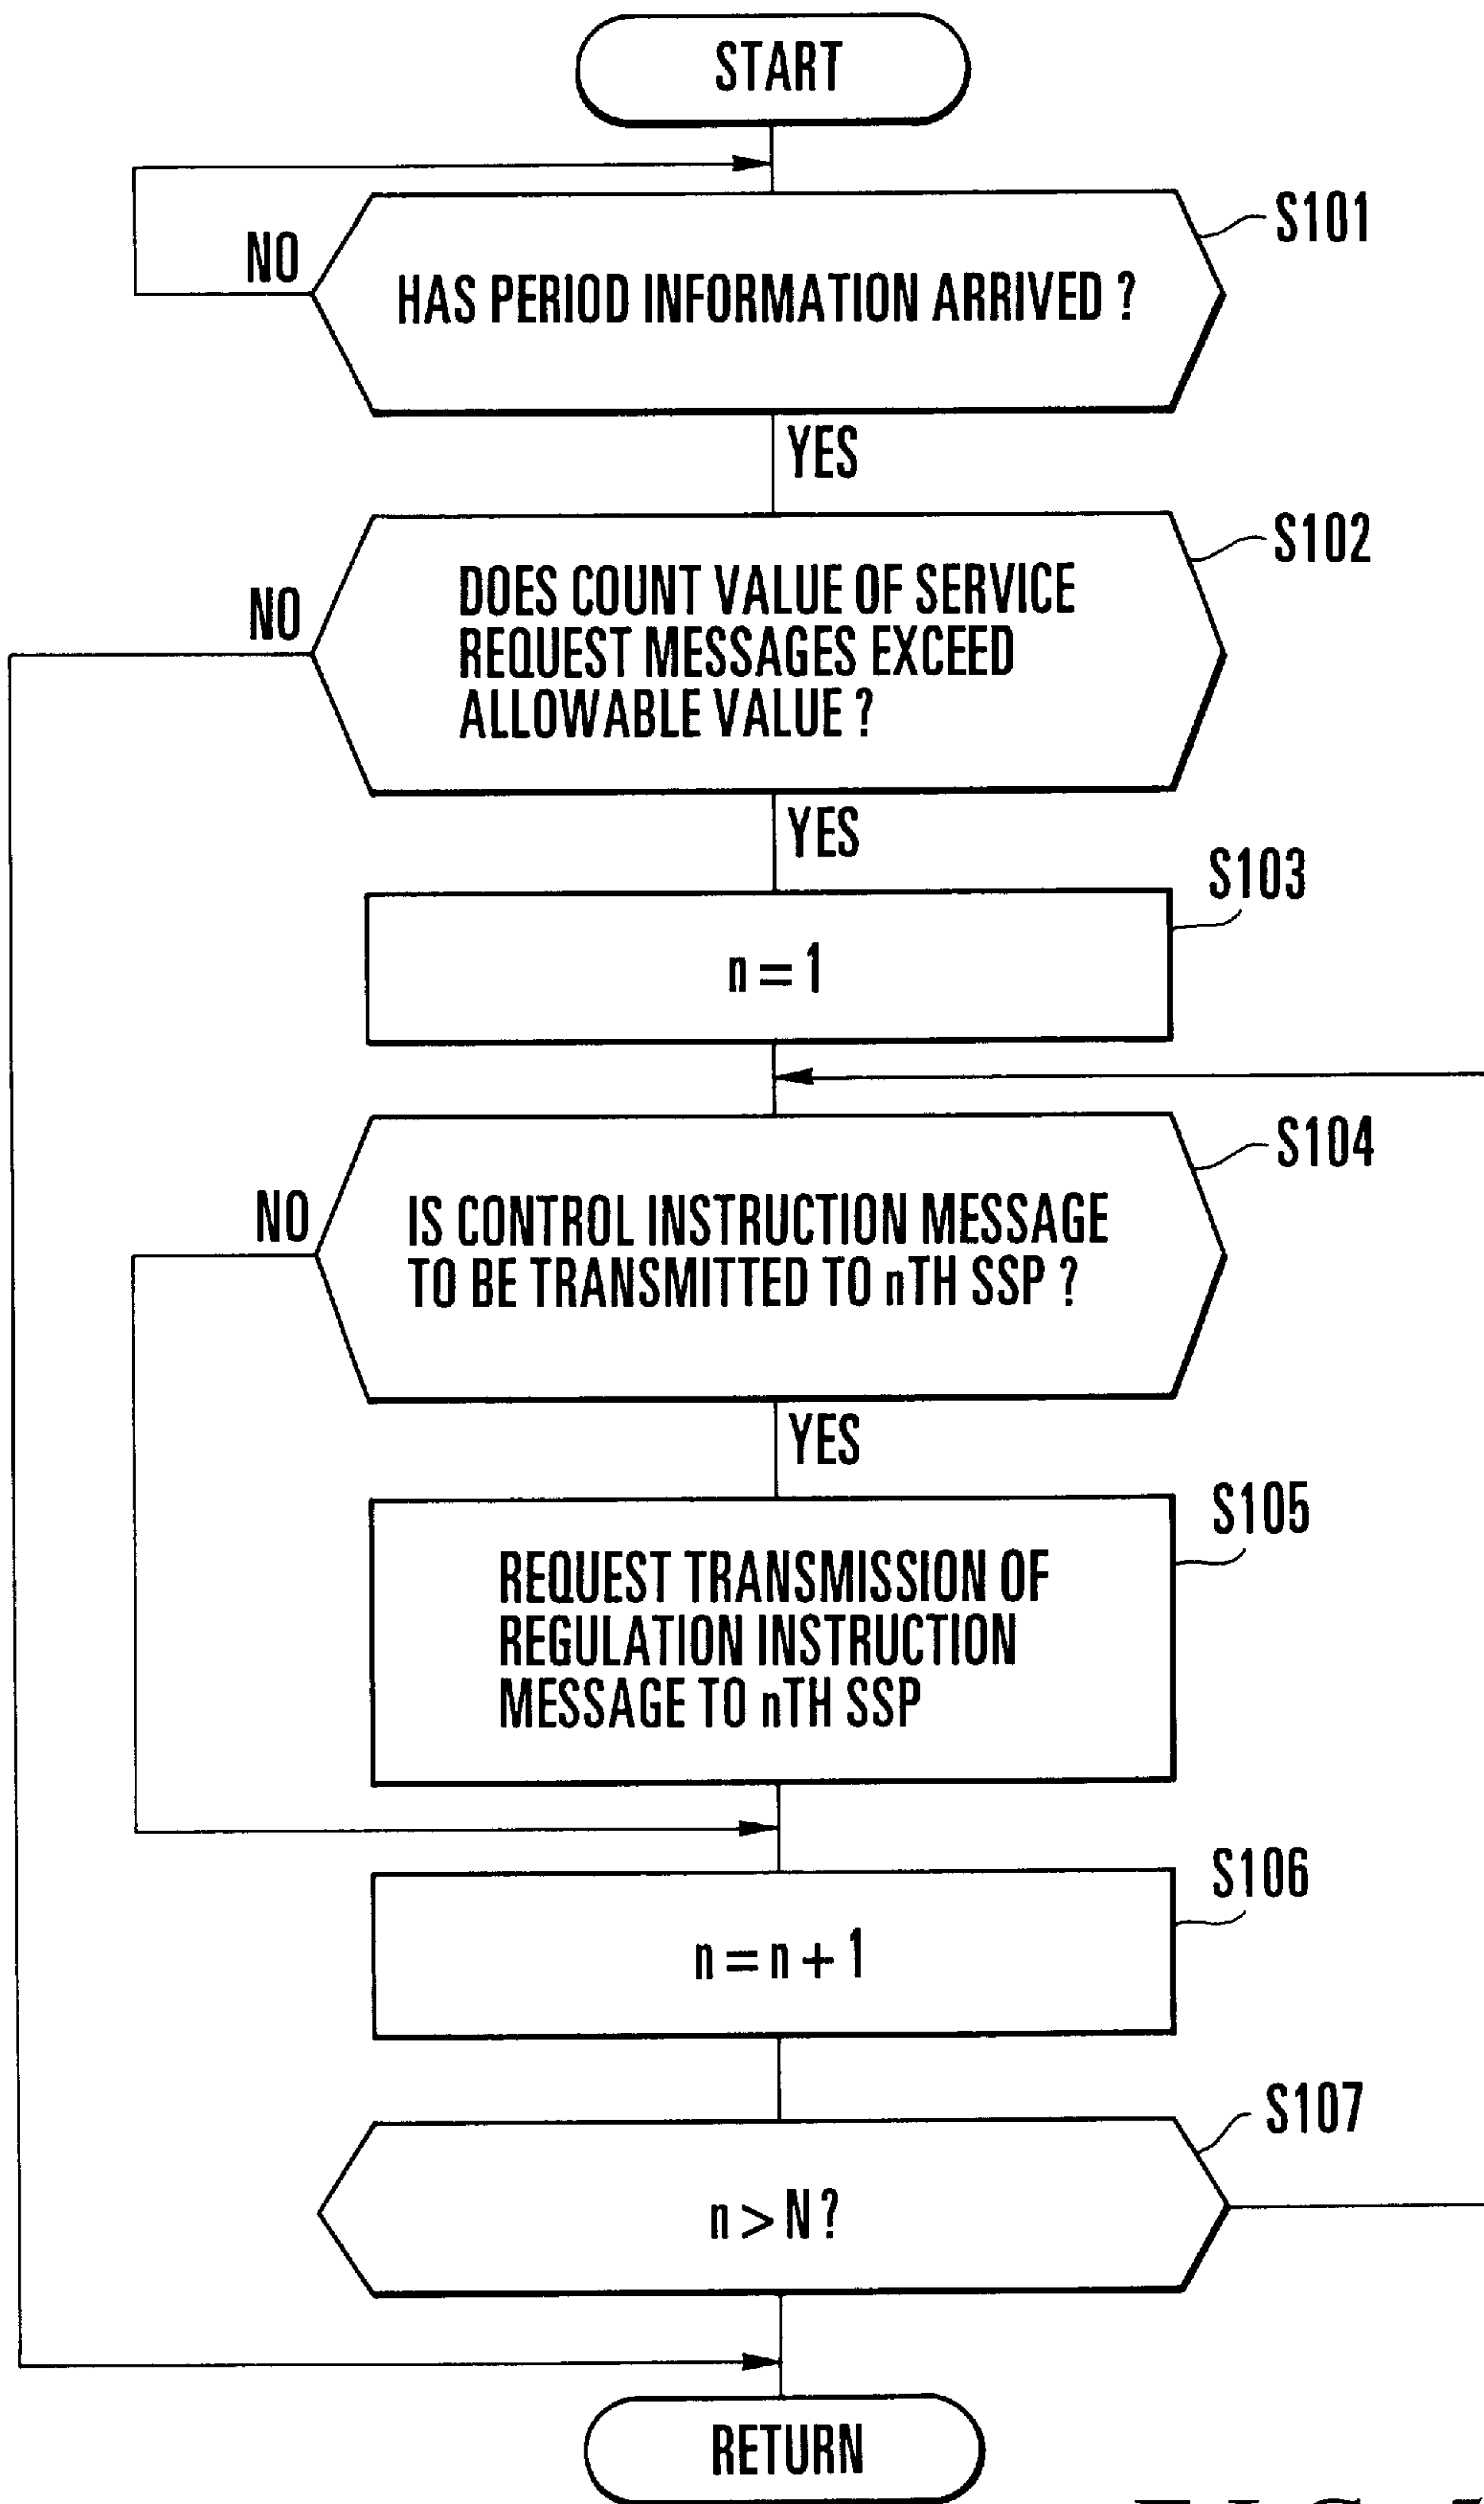 START
S101
NO
HAS PERIOD INFORMATION ARRIVED ?
YES
S102
NO
DOES COUNT VALUE OF SERVICE
REQUEST MESSAGES EXCEED
ALLOWABLE VALUE ?
YES
S103
n = 1
S104
NO
IS CONTROL INSTRUCTION MESSAGE
TO BE TRANSMITTED TO nTH SSP ?
YES
S105
REQUEST TRANSMISSION OF
REGULATION INSTRUCTION
MESSAGE TO nTH SSP
S106
n = n + 1
S107
n > N ?
RETURN